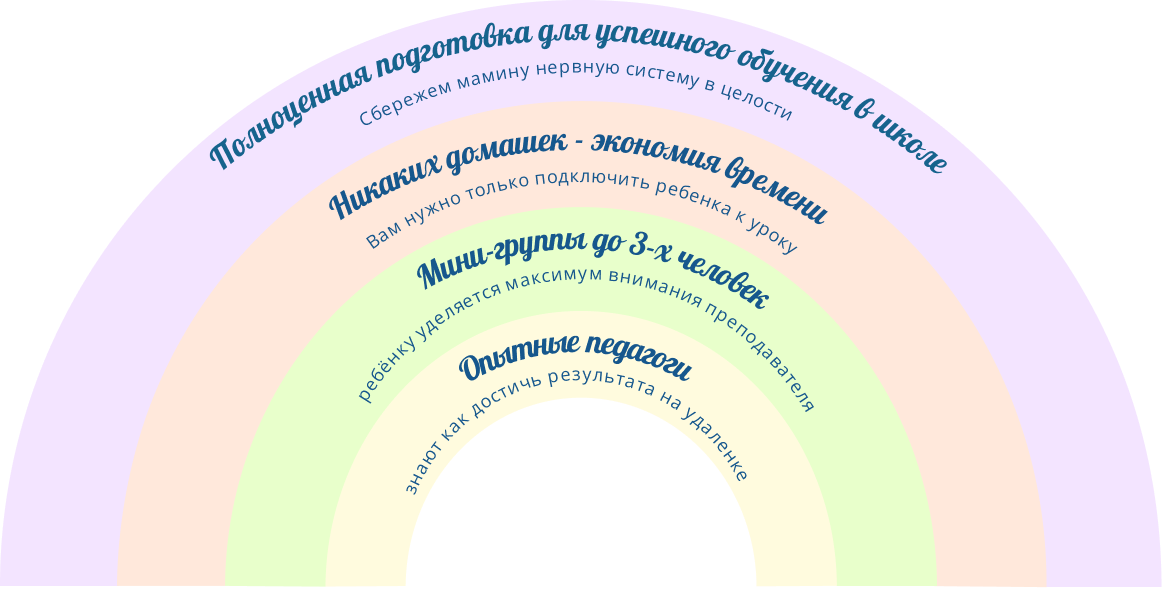 Полноценная подготовка для успешного обучения в школе
Сбережем мамину нервную систему в целости
Никаких домашек - экономия времени
Вам нужно только подключить ребенка к уроку
Мини-группы до 3-х человек
ребёнку уделяется максимум внимания преподавателя
Опытные педагоги
знают как достичь результата на удаленке